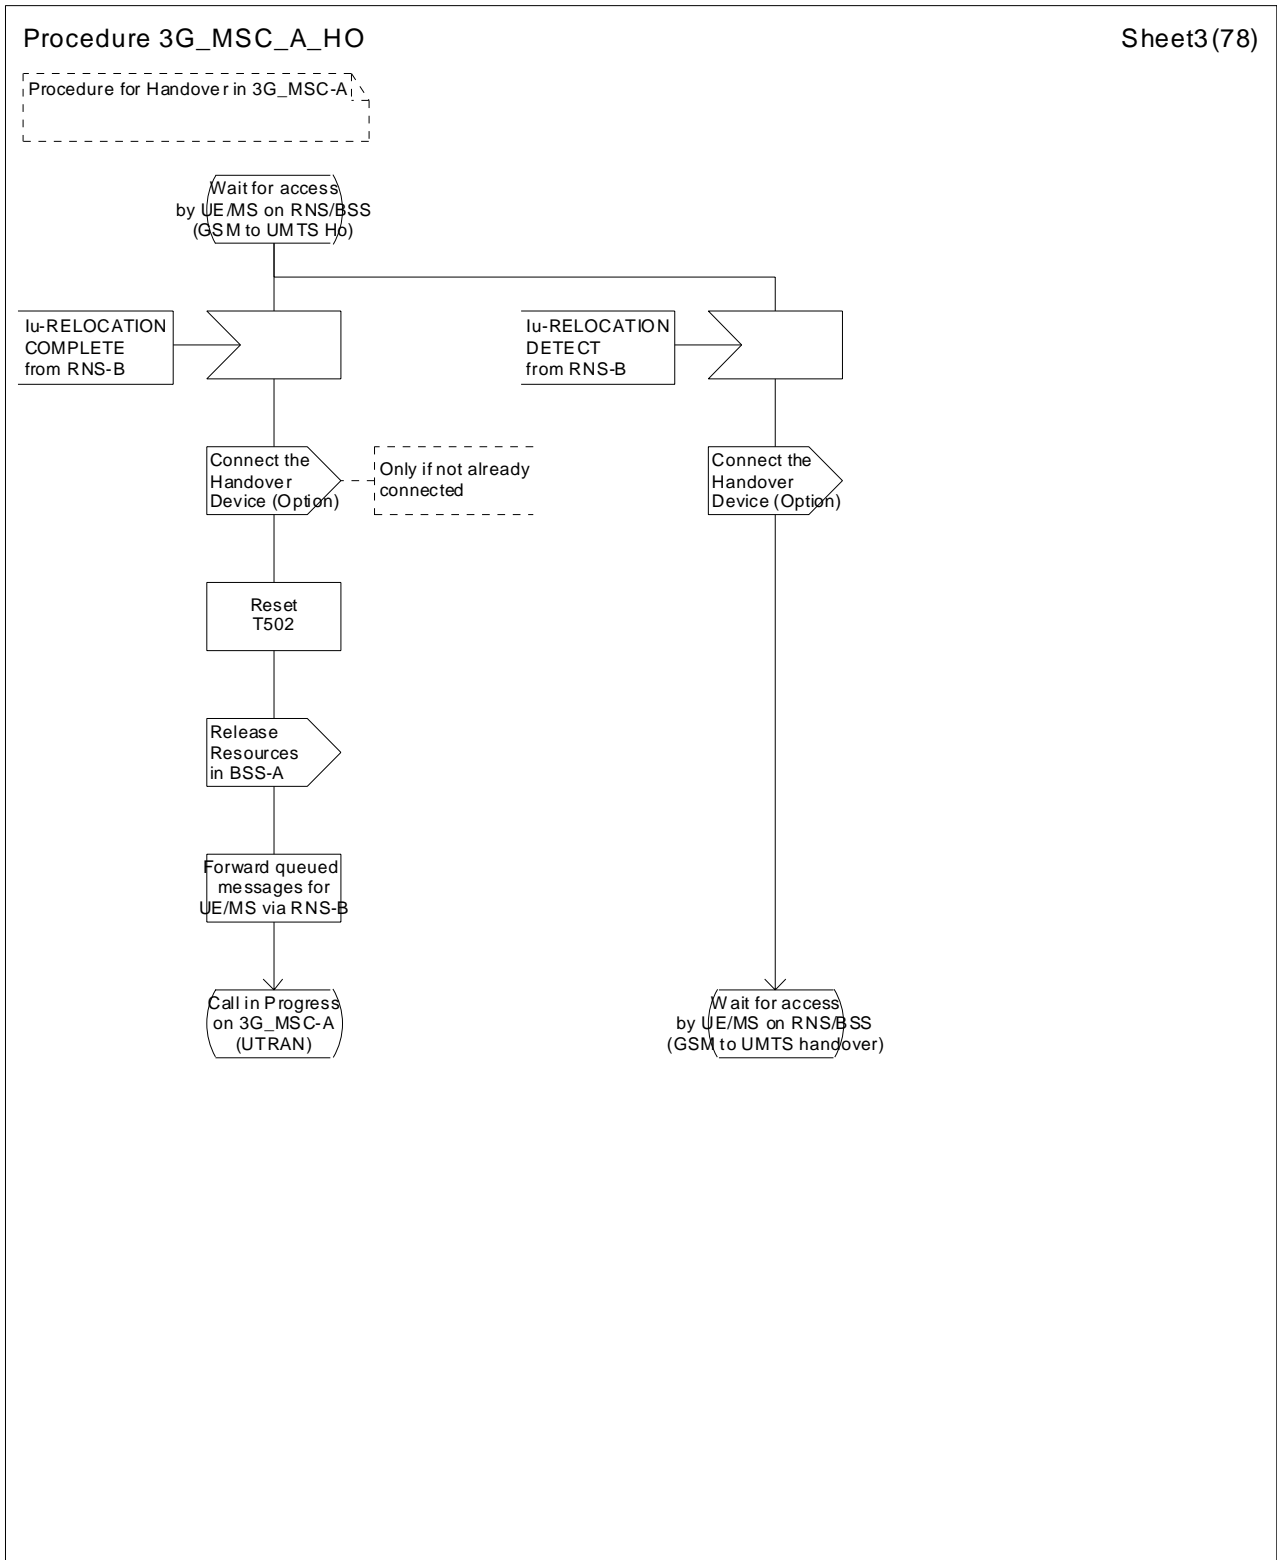 Procedure 3G_MSC_A_HO
Sheet3(78)
Procedure for Handover in 3G_MSC-A
Wait for access
by UE/MS on RNS/BSS
(GSM to UMTS Ho)
Iu-RELOCATION
COMPLETE
from RNS-B
Iu-RELOCATION
DETECT
from RNS-B
Connect the
Handover
Device (Option)
Only if not already
connected
Connect the
Handover
Device (Option)
Reset
T502
Release
Resources
in BSS-A
Forward queued
messages for
UE/MS via RNS-B
Call in Progress
on 3G_MSC-A
(UTRAN)
Wait for access
by UE/MS on RNS/BSS
(GSM to UMTS handover)